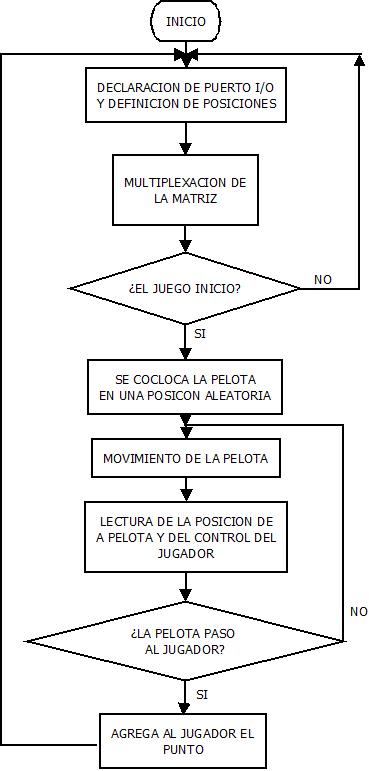 INICIO
DECLARACION DE PUERTO I/O
Y DEFINICION DE POSICIONES
MULTIPLEXACION DE
LA MATRIZ
¿EL JUEGO INICIO?
NO
SI
SE COCLOCA LA PELOTA
EN UNA POSICON ALEATORIA
MOVIMIENTO DE LA PELOTA
LECTURA DE LA POSICION DE
A PELOTA Y DEL CONTROL DEL
JUGADOR
¿LA PELOTA PASO
AL JUGADOR?
NO
SI
AGREGA AL JUGADOR EL
PUNTO